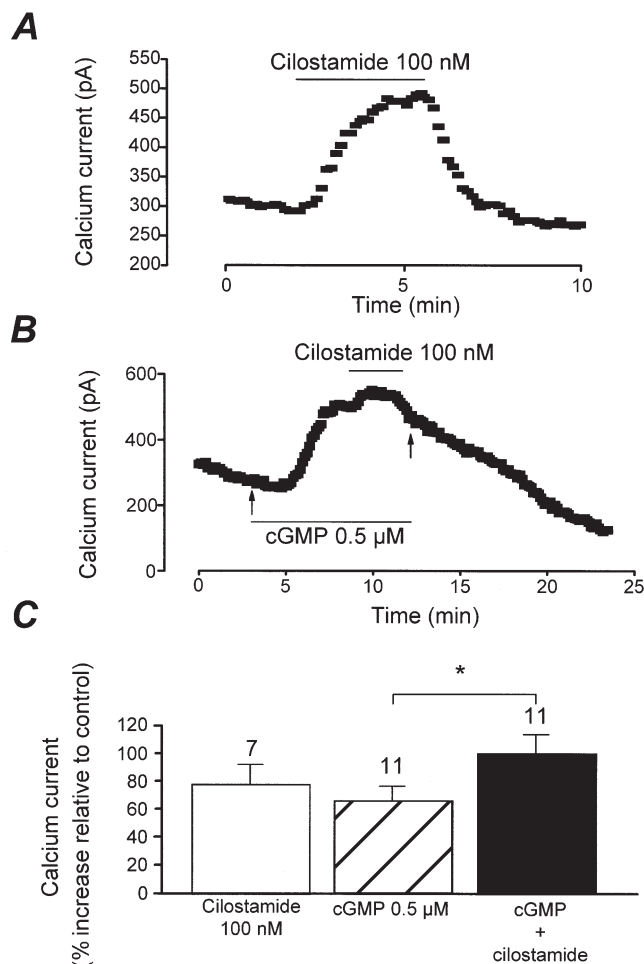 A
Cilostamide 100 nM
Calcium current (pA)
550
500
450
400
350
300
250
200
0 5 10
Time (min)
B
Cilostamide 100 nM
Calcium current (pA)
600
400
200
0
cGMP 0.5 µM
0 5 10 15 20 25
Time (min)
C
Calcium current
(% increase relative to control)
*
120
100
80
60
40
20
0
7
11
11
Cilostamide
100 nM
cGMP 0.5 µM
cGMP
+
cilostamide